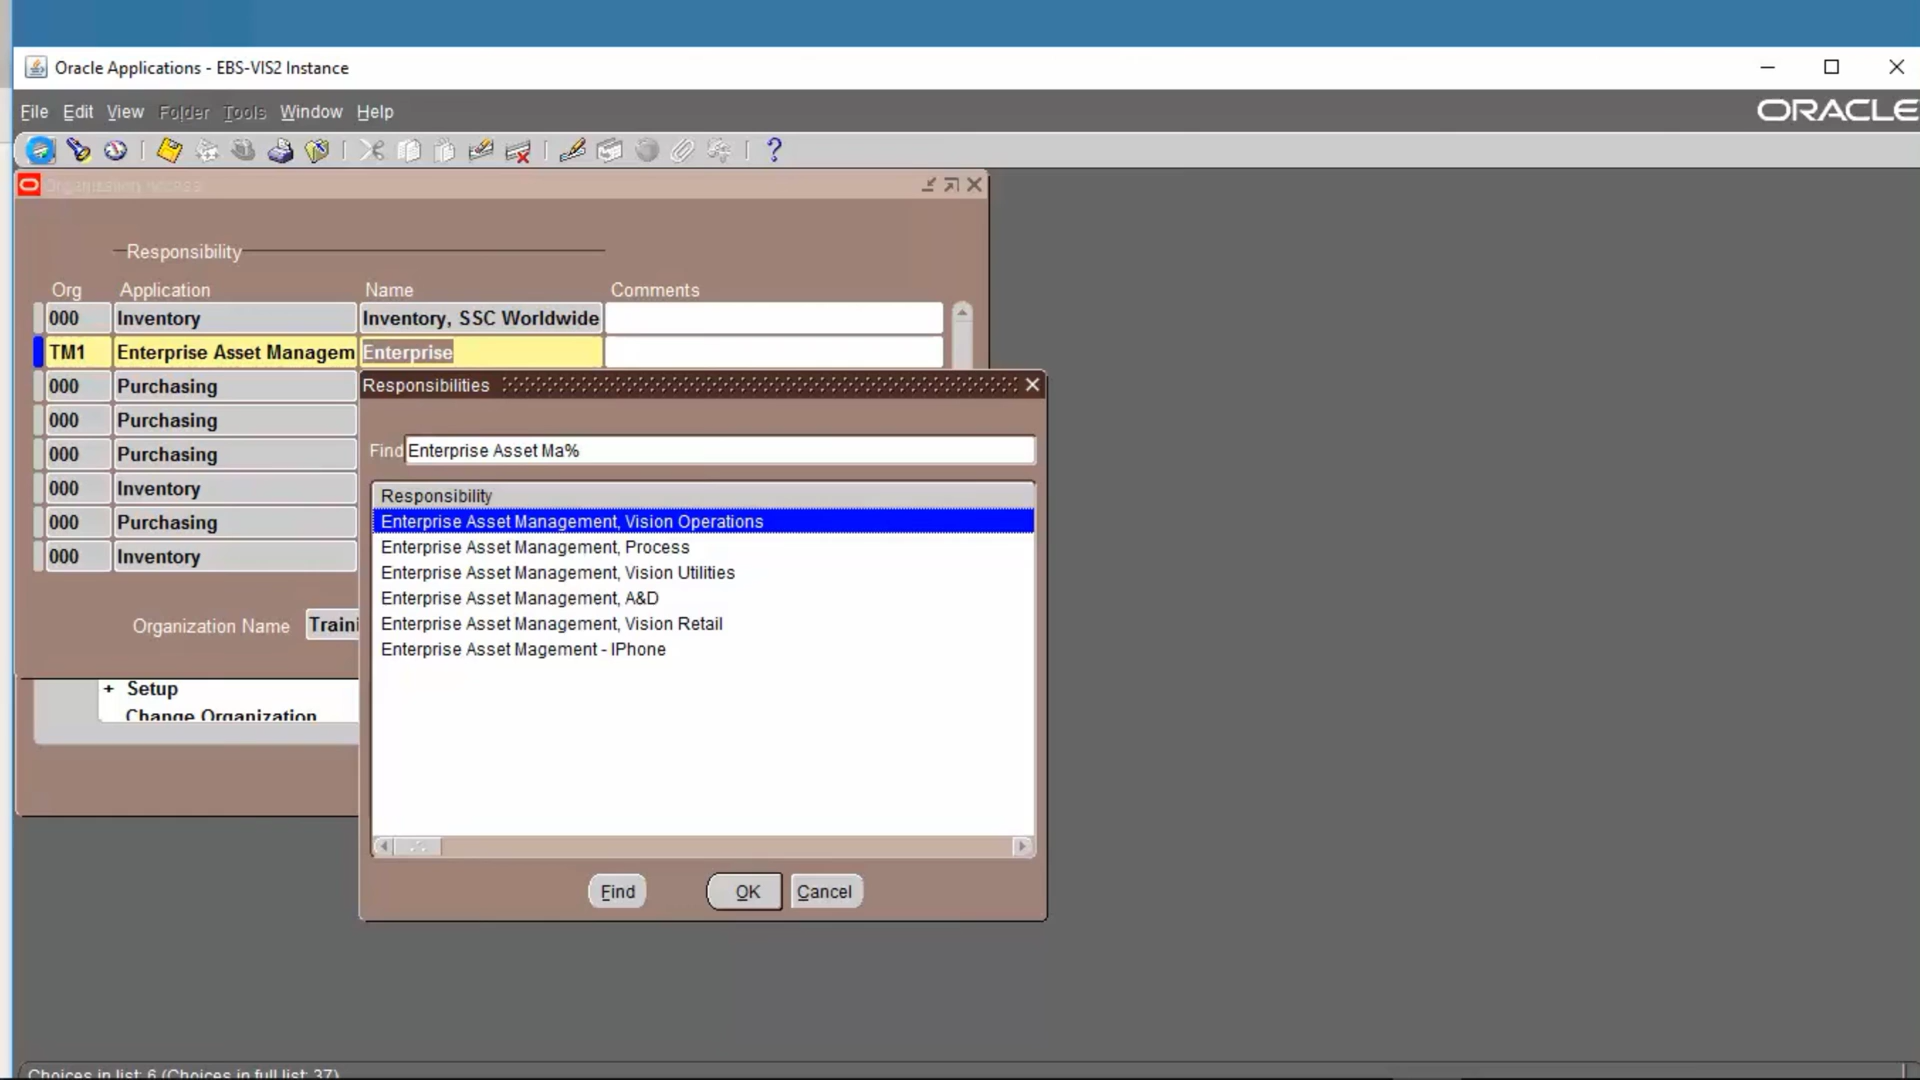 Oracle Applications - EBS-VIS2 Instance
File Edit View Folder Tools Window Help
ORACLE
Organization Access
Responsibility
Org Application Name Comments
000 Inventory Inventory, SSC Worldwide
TM1 Enterprise Asset Managem Enterprise
000 Purchasing
000 Purchasing
000 Purchasing
000 Inventory
000 Purchasing
000 Inventory
Organization Name Traini
+ Setup
Change Organization
Responsibilities
Find Enterprise Asset Ma%
Responsibility
Enterprise Asset Management, Vision Operations
Enterprise Asset Management, Process
Enterprise Asset Management, Vision Utilities
Enterprise Asset Management, A&D
Enterprise Asset Management, Vision Retail
Enterprise Asset Magement - IPhone
Find OK Cancel
Choices in list: 6 (Choices in full list: 37)